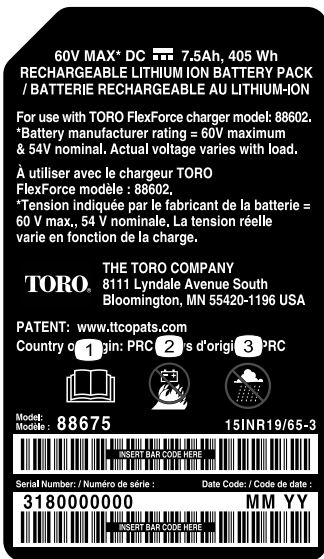 60V MAX* DC 7.5Ah, 405 Wh
RECHARGEABLE LITHIUM ION BATTERY PACK
/ BATTERIE RECHARGEABLE AU LITHIUM-ION
For use with TORO FlexForce charger model: 88602.
*Battery manufacturer rating = 60V maximum
& 54V nominal. Actual voltage varies with load.
À utiliser avec le chargeur TORO
FlexForce modèle : 88602.
*Tension indiquée par le fabricant de la batterie =
60 V max., 54 V nominale. La tension réelle
varie en fonction de la charge.
TORO®
THE TORO COMPANY
8111 Lyndale Avenue South
Bloomington, MN 55420-1196 USA
PATENT: www.ttcopats.com
Country gin: PRC d'origi PRC
1 2 3
Model:
Modèle : 88675 15INR19/65-3
INSERT BAR CODE HERE
Serial Number: / Numéro de série : Date Code: / Code de date :
3180000000 MM YY
INSERT BAR CODE HERE